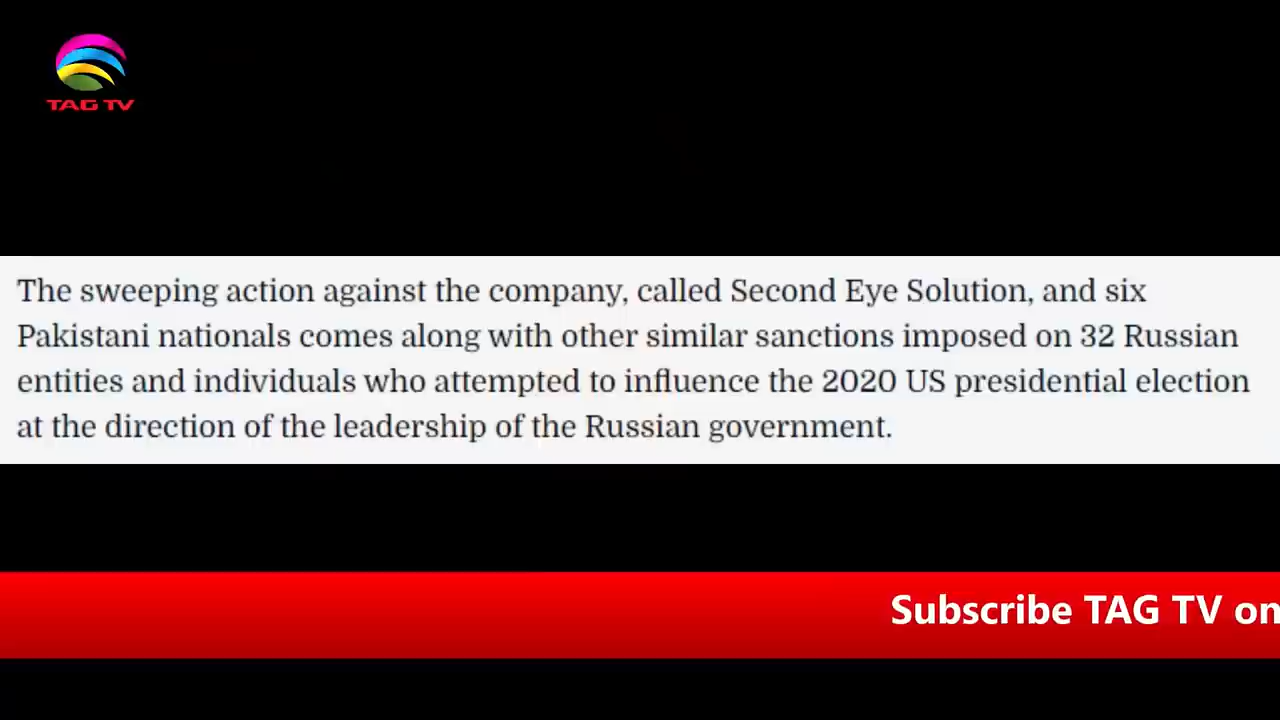 TAG TV
The sweeping action against the company, called Second Eye Solution, and six
Pakistani nationals comes along with other similar sanctions imposed on 32 Russian
entities and individuals who attempted to influence the 2020 US presidential election
at the direction of the leadership of the Russian government.
Subscribe TAG TV on